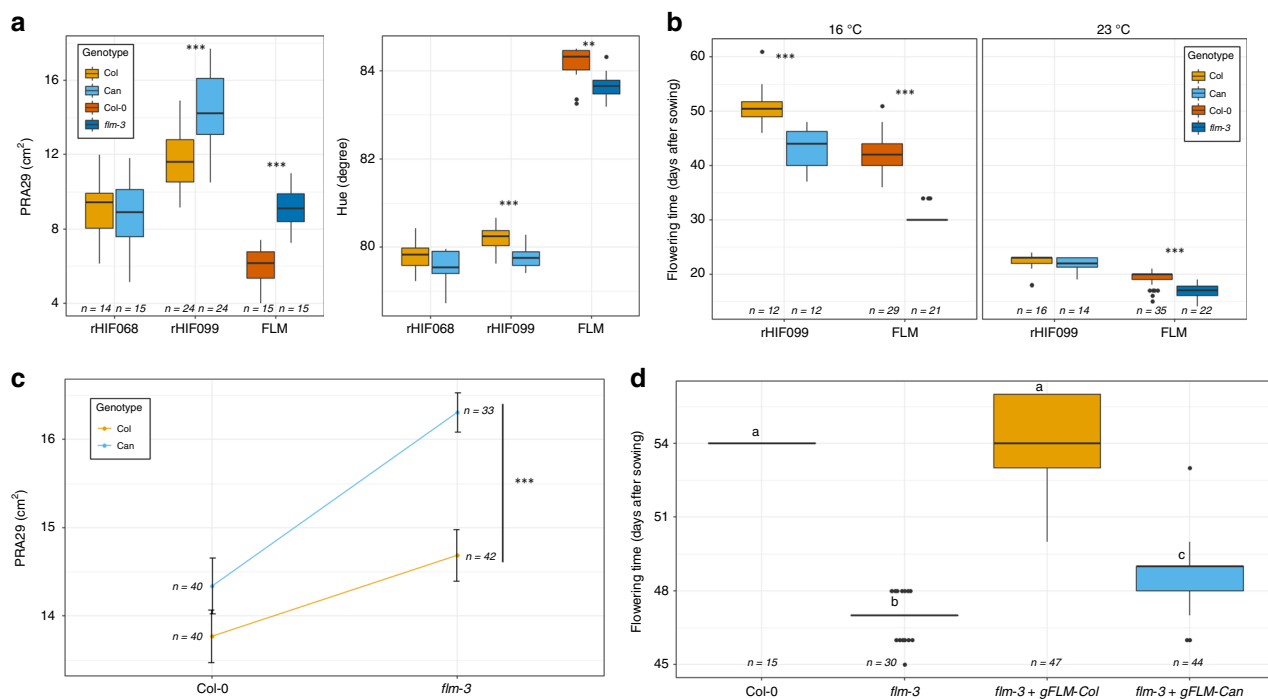 a
Genotype
Col
Can
Col-0
flm-3
***
***
PRA29 (cm2)
16
12
8
4
n = 14 n = 15
n = 24 n = 24
n = 15 n = 15
rHIF068
rHIF099
FLM
**
***
Hue (degree)
84
82
80
rHIF068
rHIF099
FLM
b
16 °C
23 °C
***
***
***
Genotype
Col
Can
Col-0
flm-3
Flowering time (days after sowing)
60
50
40
30
20
n = 12 n = 12
n = 29 n = 21
n = 16 n = 14
n = 35 n = 22
rHIF099
FLM
rHIF099
FLM
c
Genotype
Col
Can
PRA29 (cm2)
16
15
14
n = 33
***
n = 42
n = 40
n = 40
Col-0
flm-3
d
Flowering time (days after sowing)
54
51
48
45
a
b
a
c
n = 15
n = 30
n = 47
n = 44
Col-0
flm-3
flm-3 + gFLM-Col
flm-3 + gFLM-Can